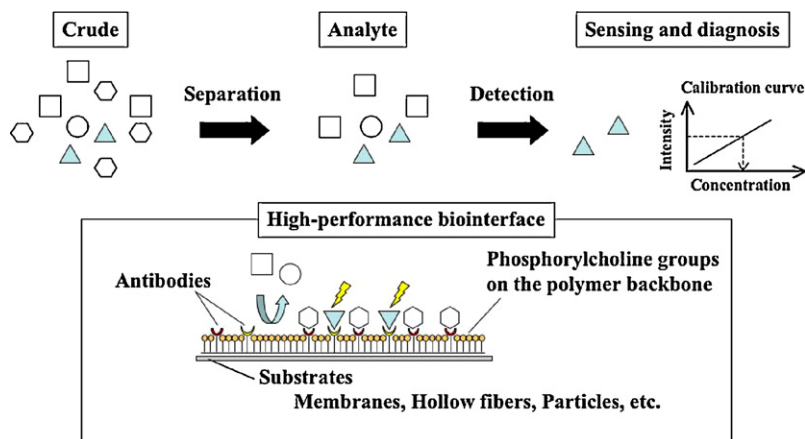 Crude
Analyte
Sensing and diagnosis
Separation
Detection
Calibration curve
Intensity
Concentration
High-performance biointerface
Antibodies
Phosphorylcholine groups
on the polymer backbone
Substrates
Membranes, Hollow fibers, Particles, etc.